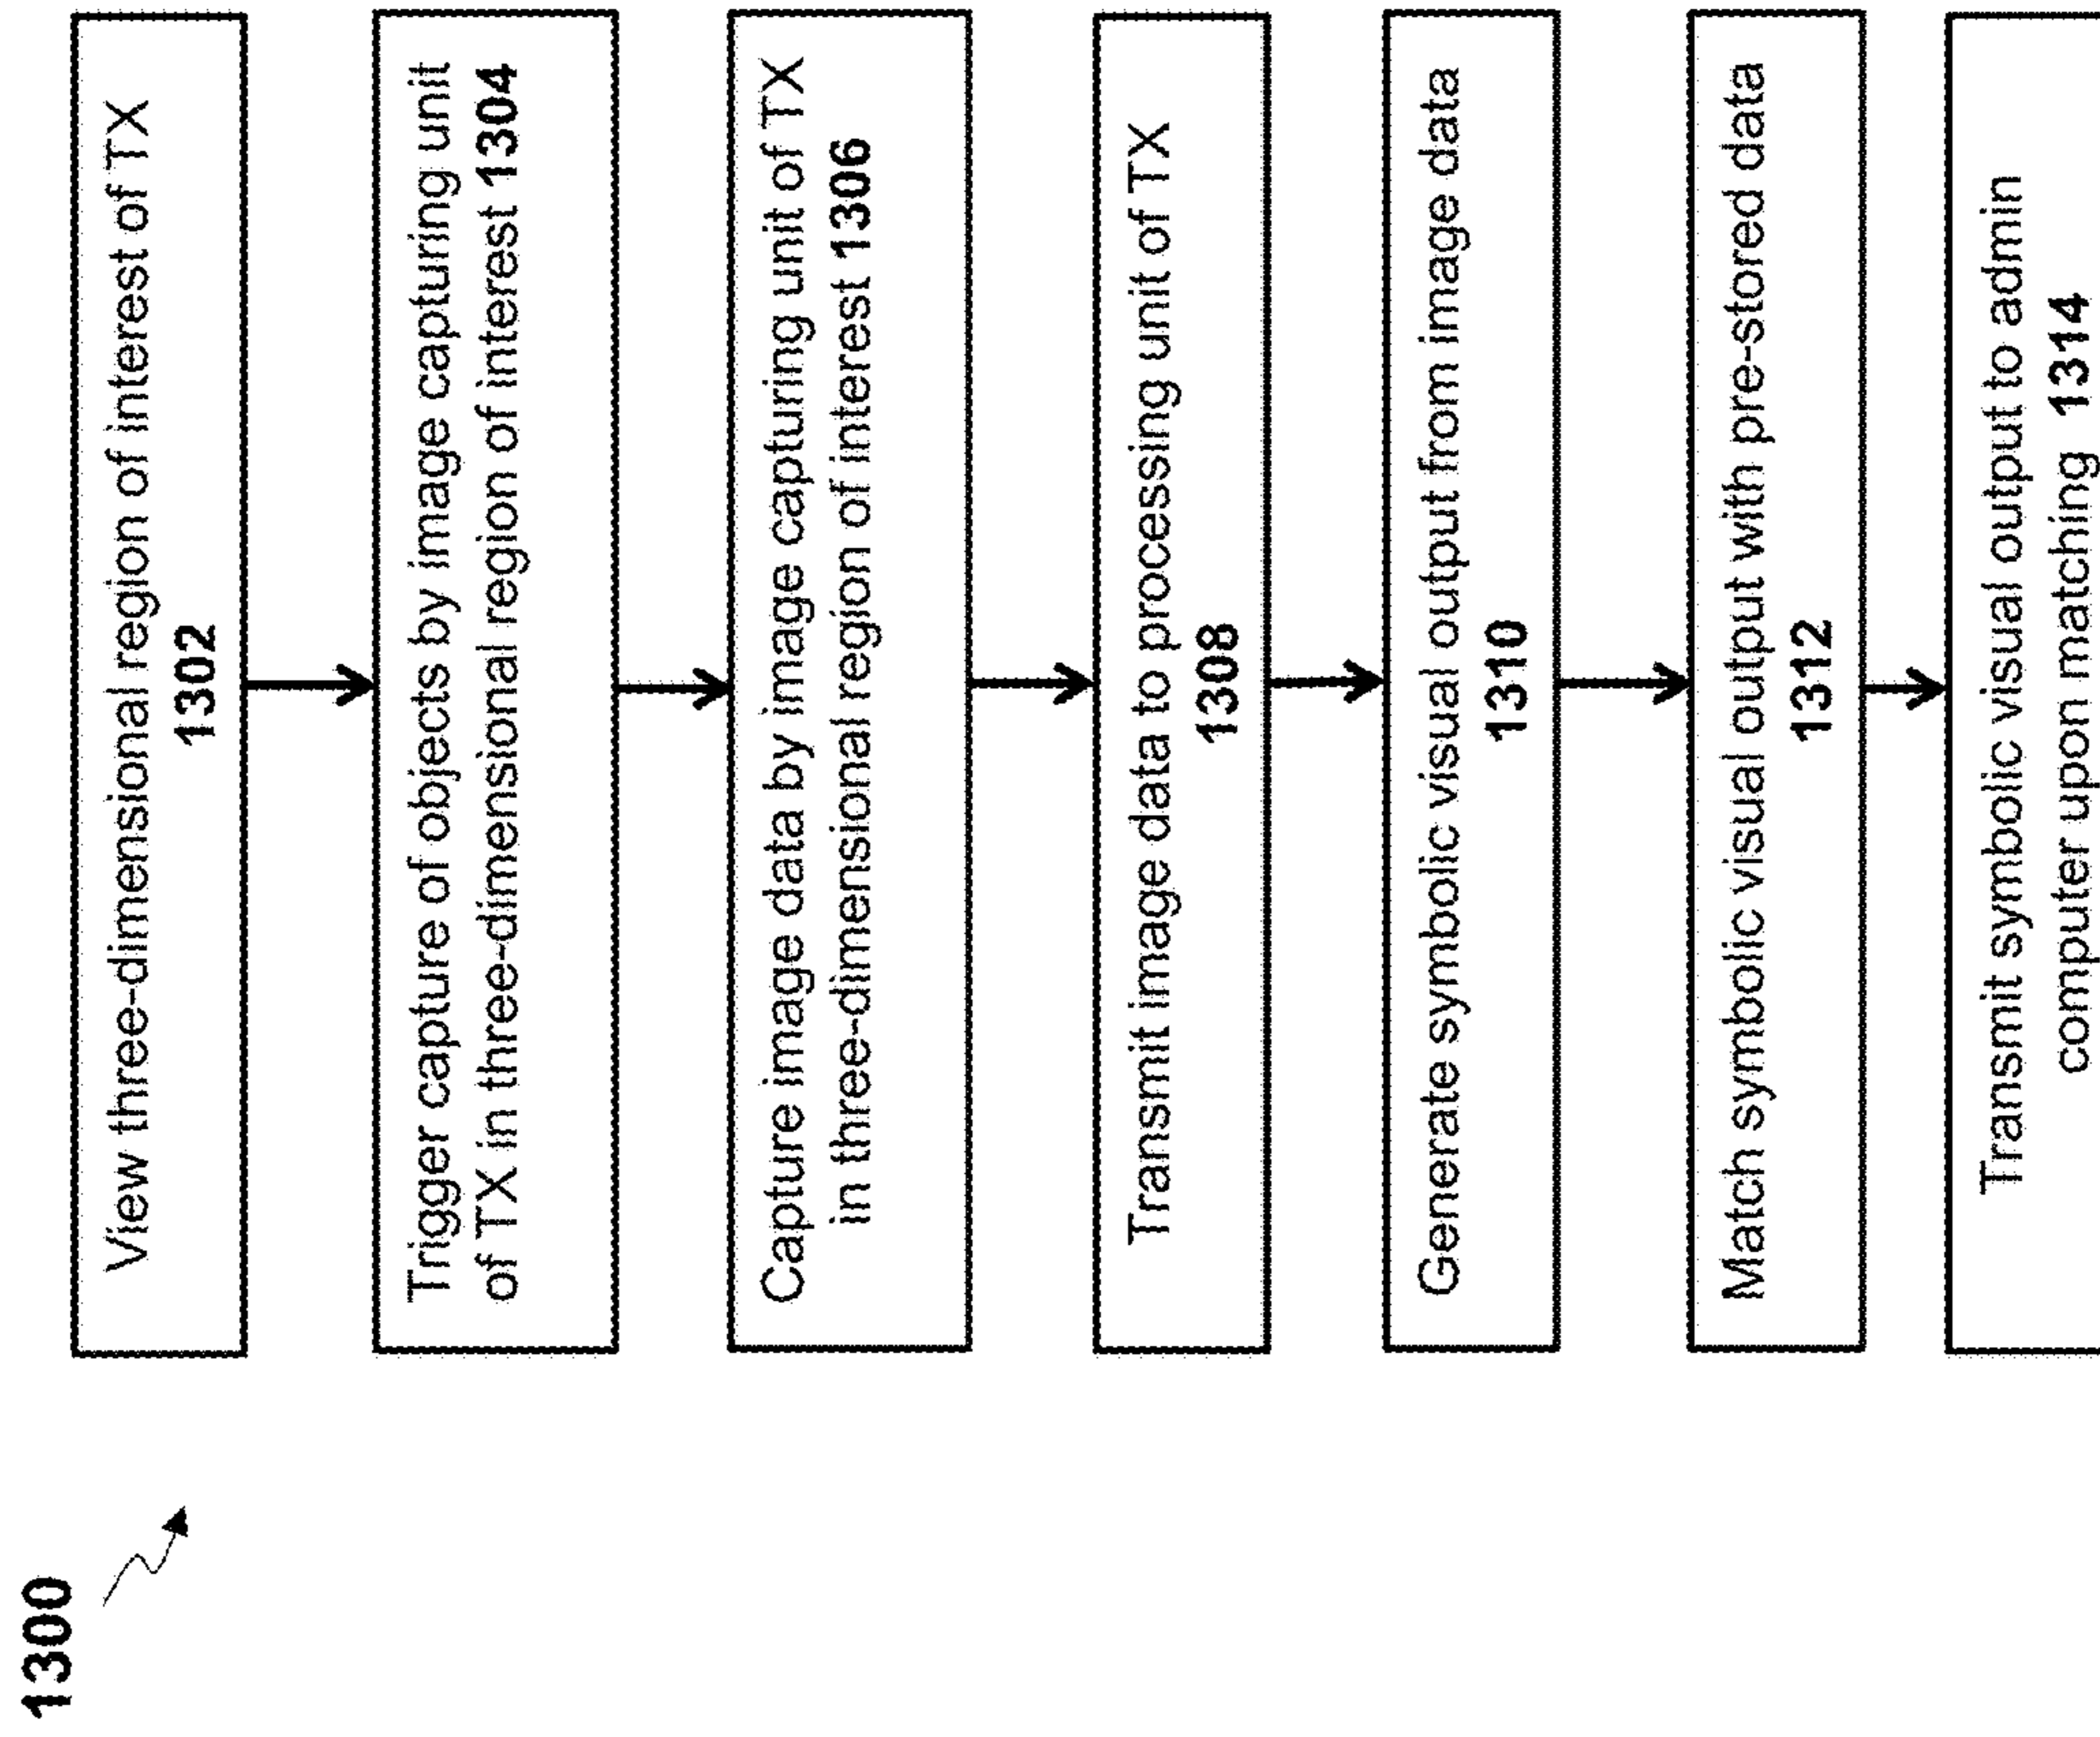 1300
View three-dimensional region of interest of TX
1302
Trigger capture of objects by image capturing unit
of TX in three-dimensional region of interest 1304
Capture image data by image capturing unit of TX
in three-dimensional region of interest 1306
Transmit image data to processing unit of TX
1308
Generate symbolic visual output from image data
1310
Match symbolic visual output with pre-stored data
1312
Transmit symbolic visual output to admin
computer upon matching 1314